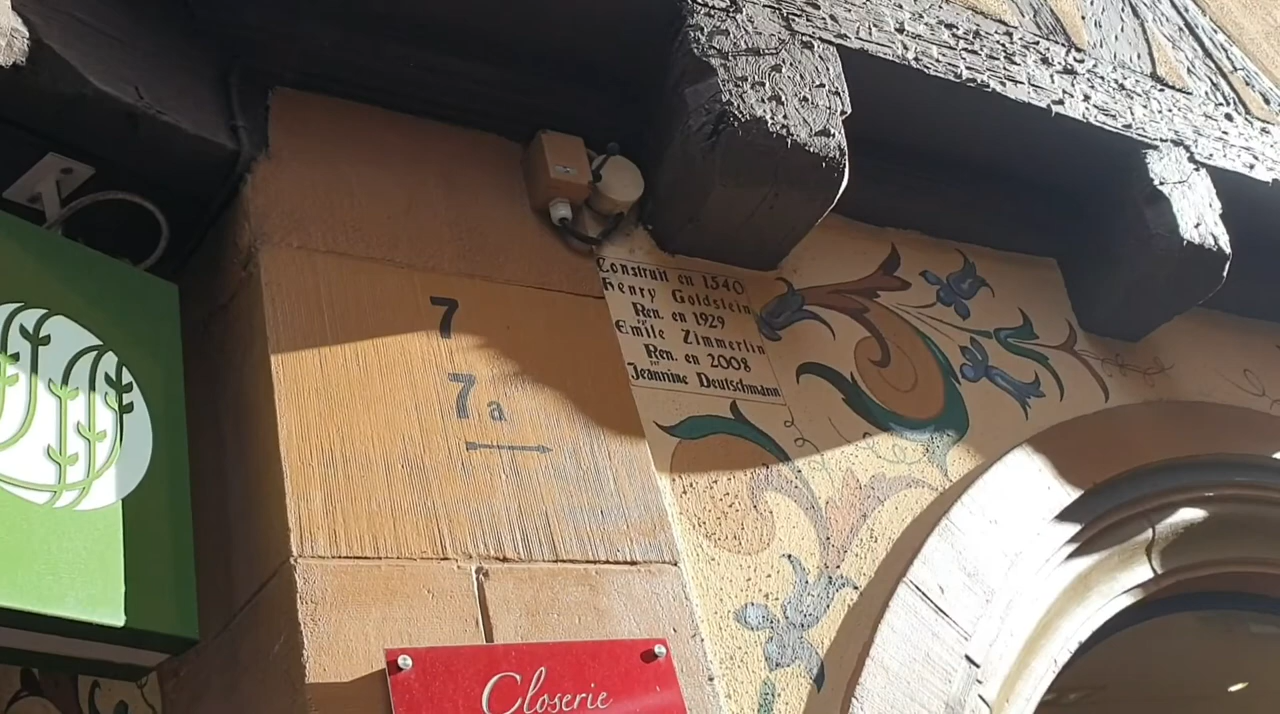 7
7a
Construit en 1540
Henry Goldstein
Ren. en 1929
Emile Zimmerlin
Ren. en 2008
Jeannine Deutschmann
Closerie